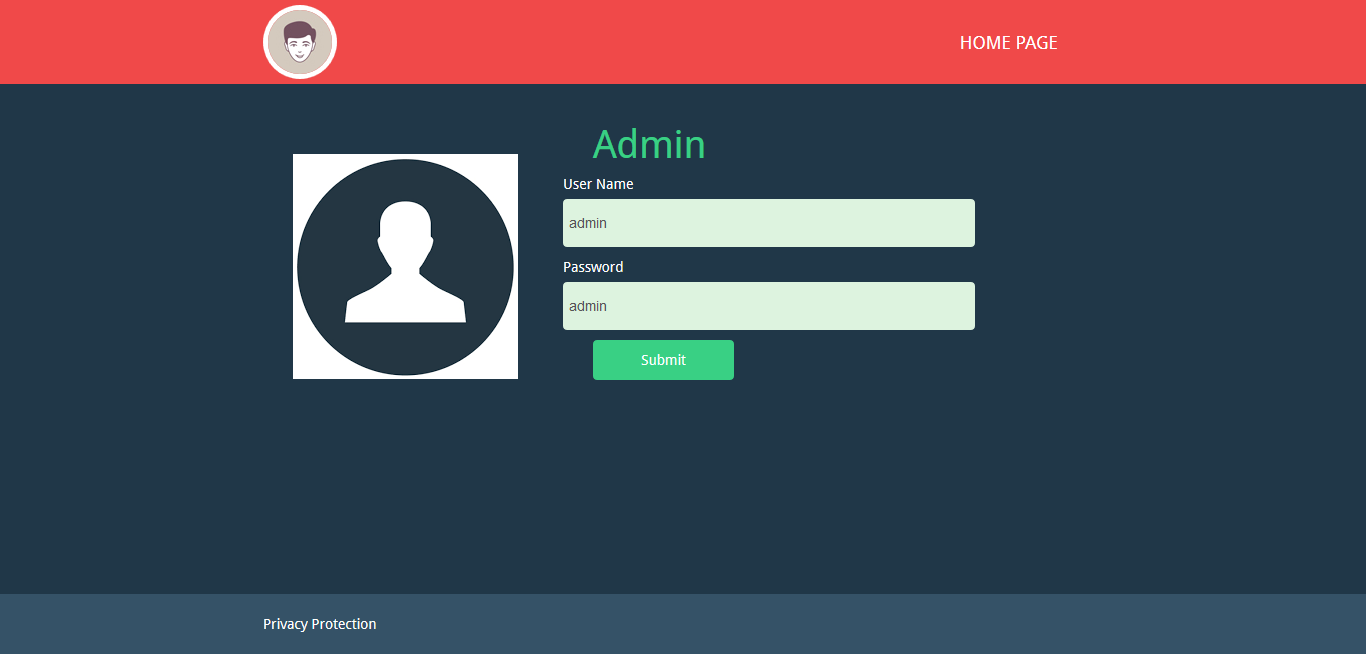 HOME PAGE
Admin
User Name
admin
Password
admin
Submit
Privacy Protection